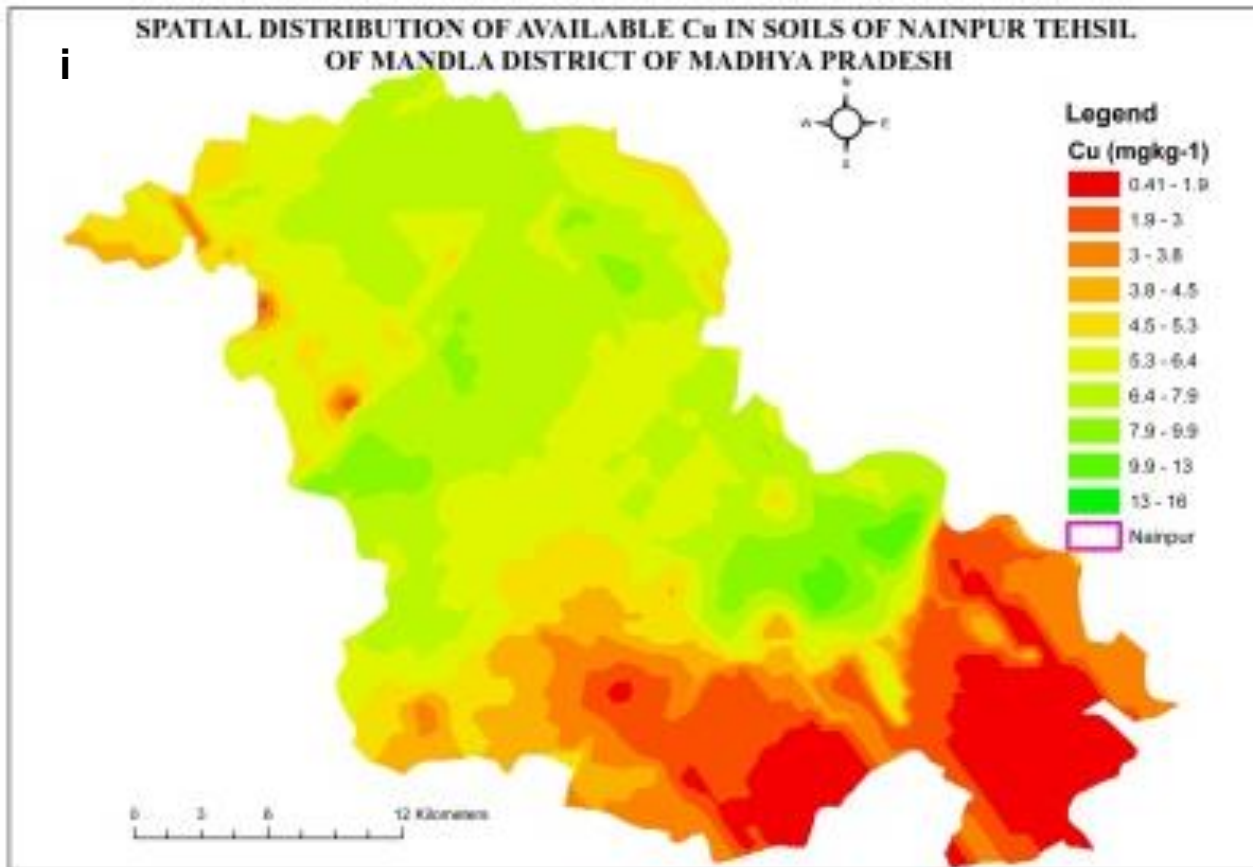 SPATIAL DISTRIBUTION OF AVAILABLE Cu IN SOILS OF NAINPUR TEHSIL
OF MANDLA DISTRICT OF MADHYA PRADESH
i
N
W E
S
Legend
Cu (mgkg-1)
0.41 - 1.9
1.9 - 3
3 - 3.8
3.8 - 4.5
4.5 - 5.3
5.3 - 6.4
6.4 - 7.9
7.9 - 9.9
9.9 - 13
13 - 16
Nainpur
0 3 6 12 Kilometers